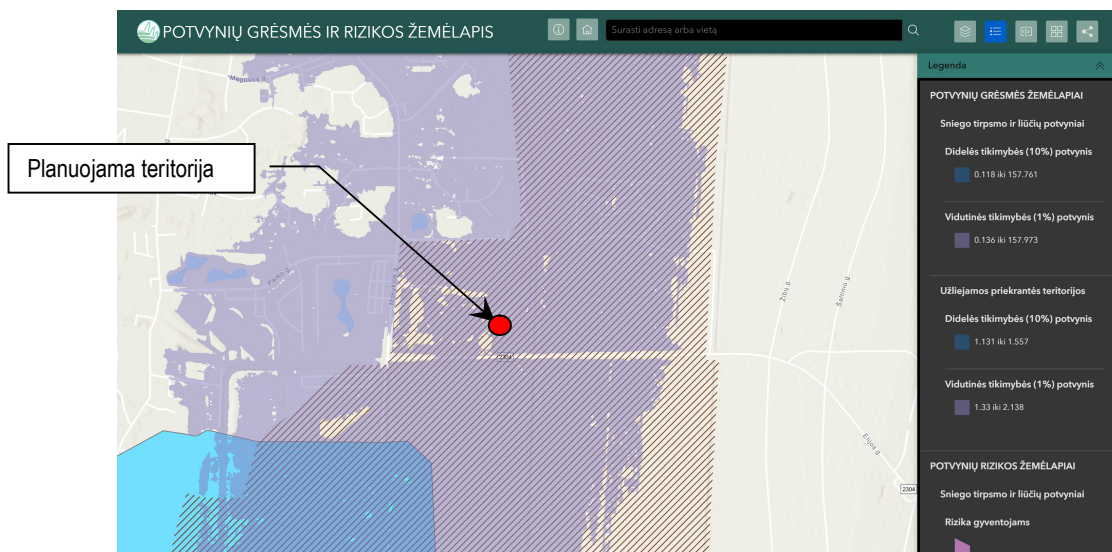 POTVYNIŲ GRĖSMĖS IR RIZIKOS ŽEMĖLAPIS
Surasti adresą arba vietą
Planuojama teritorija
Parko g.
2304
Žibų g.
Šaltinio g.
Elijos g.
2304
Legenda
POTVYNIŲ GRĖSMĖS ŽEMĖLAPIAI
Sniego tirpsmo ir liūčių potvyniai
Didelės tikimybės (10%) potvynis
0.118 iki 157.761
Vidutinės tikimybės (1%) potvynis
0.136 iki 157.973
Užliejamos priekrantės teritorijos
Didelės tikimybės (10%) potvynis
1.131 iki 1.557
Vidutinės tikimybės (1%) potvynis
1.33 iki 2.138
POTVYNIŲ RIZIKOS ŽEMĖLAPIAI
Sniego tirpsmo ir liūčių potvyniai
Rizika gyventojams